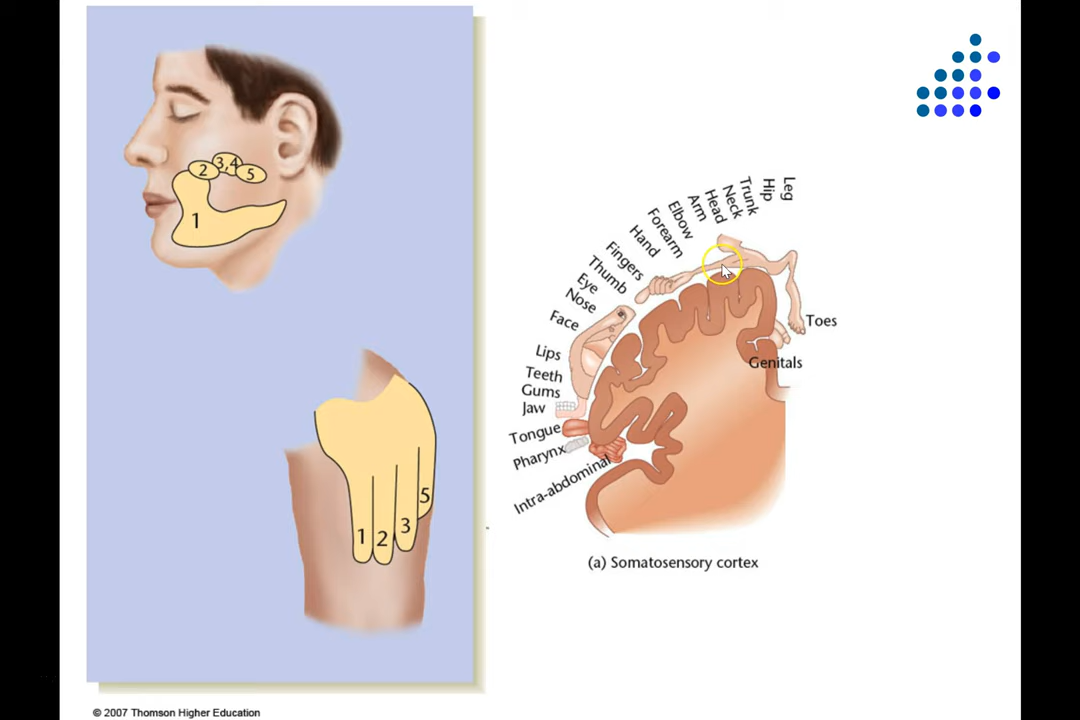 2
3,4
5
1
1
2
3
5
Leg
Hip
Trunk
Neck
Head
Arm
Elbow
Forearm
Hand
Fingers
Thumb
Eye
Nose
Face
Lips
Teeth
Gums
Jaw
Tongue
Pharynx
Intra-abdominal
Toes
Genitals
(a) Somatosensory cortex
© 2007 Thomson Higher Education